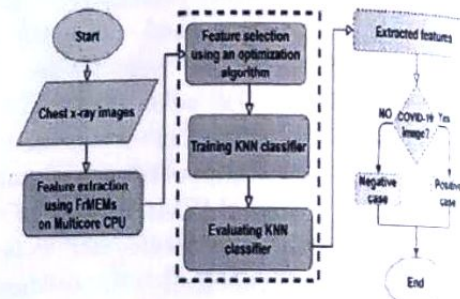 Start
Chest x-ray images
Feature extraction
using FrMEMs
on Multicore CPU
Feature selection
using an optimization
algorithm
Training KNN classifier
Evaluating KNN
classifier
Extracted features
NO
COVID-19
image?
Yes
Negative
case
Positive
case
End